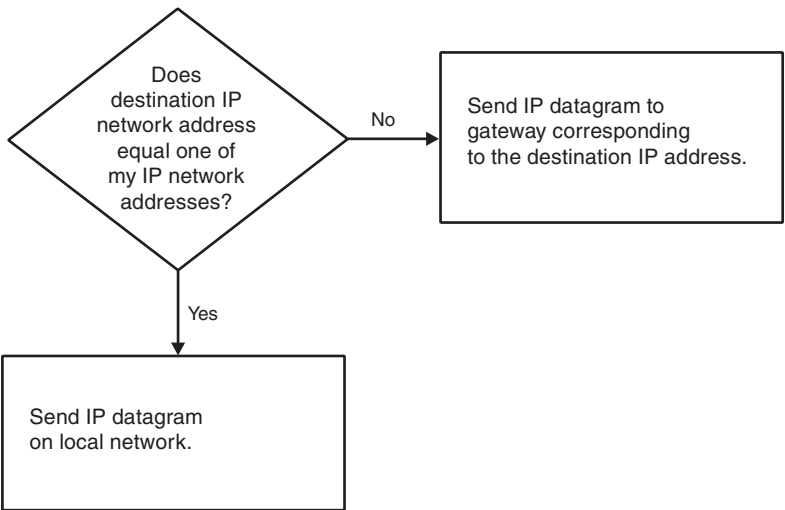 Does
destination IP
network address
equal one of
my IP network
addresses?
No
Send IP datagram to
gateway corresponding
to the destination IP address.
Yes
Send IP datagram
on local network.